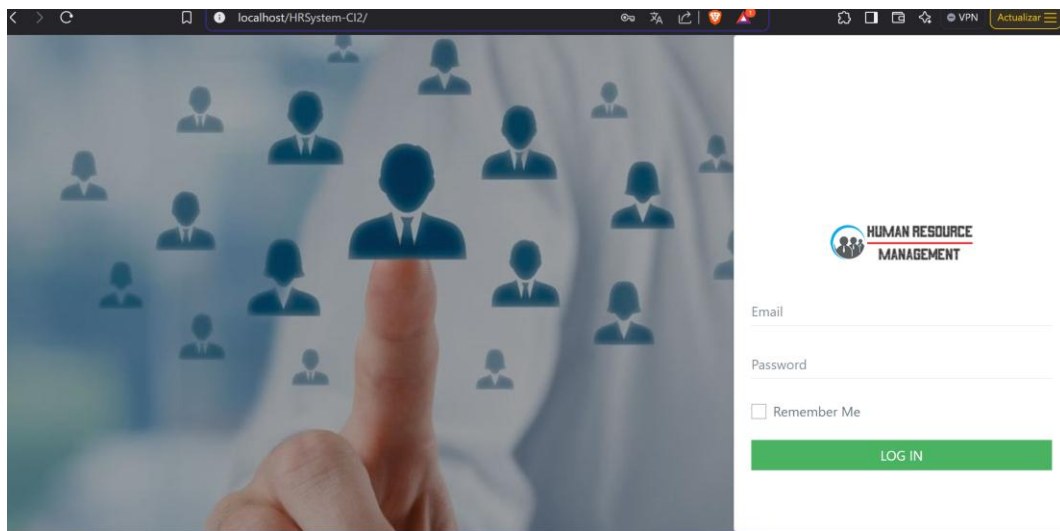 localhost/HRSystem-CI2/
VPN
Actualizar
HUMAN RESOURCE
MANAGEMENT
Email
Password
Remember Me
LOG IN